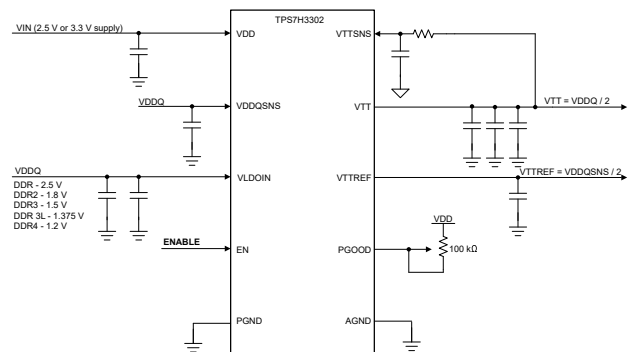 TPS7H3302
VIN (2.5 V or 3.3 V supply)
VDD
VTTSNS
VDDQ
VDDQSNS
VTT
VTT = VDDQ / 2
VDDQ
VLDOIN
VTTREF
VTTREF = VDDQSNS / 2
DDR - 2.5 V
DDR2 - 1.8 V
DDR3 - 1.5 V
DDR 3L - 1.375 V
DDR4 - 1.2 V
VDD
ENABLE
EN
PGOOD
100 kΩ
PGND
AGND